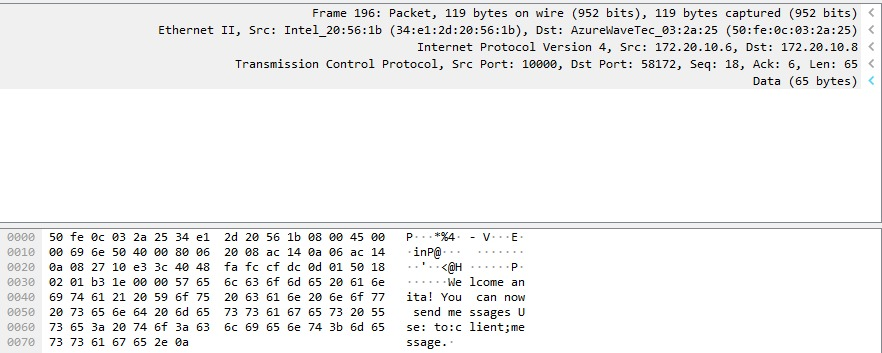 Frame 196: Packet, 119 bytes on wire (952 bits), 119 bytes captured (952 bits)
Ethernet II, Src: Intel_20:56:1b (34:e1:2d:20:56:1b), Dst: AzureWaveTec_03:2a:25 (50:fe:0c:03:2a:25)
Internet Protocol Version 4, Src: 172.20.10.6, Dst: 172.20.10.8
Transmission Control Protocol, Src Port: 10000, Dst Port: 58172, Seq: 18, Ack: 6, Len: 65
Data (65 bytes)
0000 50 fe 0c 03 2a 25 34 e1 2d 20 56 1b 08 00 45 00 P···*%4· - V···E·
0010 00 69 6e 50 40 00 80 06 20 08 ac 14 0a 06 ac 14 ·inP@··· ·······
0020 0a 08 27 10 e3 3c 40 48 fa fc cf dc 0d 01 50 18 ··'··<@H ······P·
0030 02 01 b3 1e 00 00 57 65 6c 63 6f 6d 65 20 61 6e ······We lcome an
0040 69 74 61 21 20 59 6f 75 20 63 61 6e 20 6e 6f 77 ita! You can now
0050 20 73 65 6e 64 20 6d 65 73 73 61 67 65 73 20 55 send me ssages U
0060 73 65 3a 20 74 6f 3a 63 6c 69 65 6e 74 3b 6d 65 se: to:c lient;me
0070 73 73 61 67 65 2e 0a ssage.·